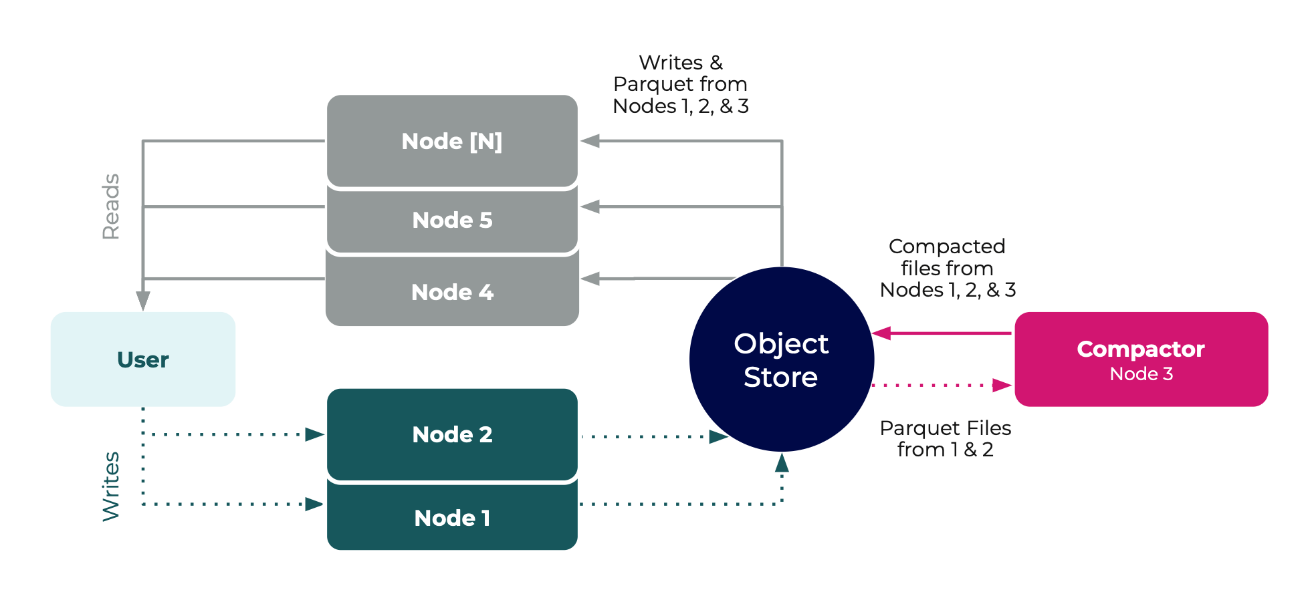 Writes &
Parquet from
Nodes 1, 2, & 3
Node [N]
Reads
Node 5
Node 4
Compacted
files from
Nodes 1, 2, & 3
User
Object
Store
Compactor
Node 3
Node 2
Parquet Files
from 1 & 2
Writes
Node 1